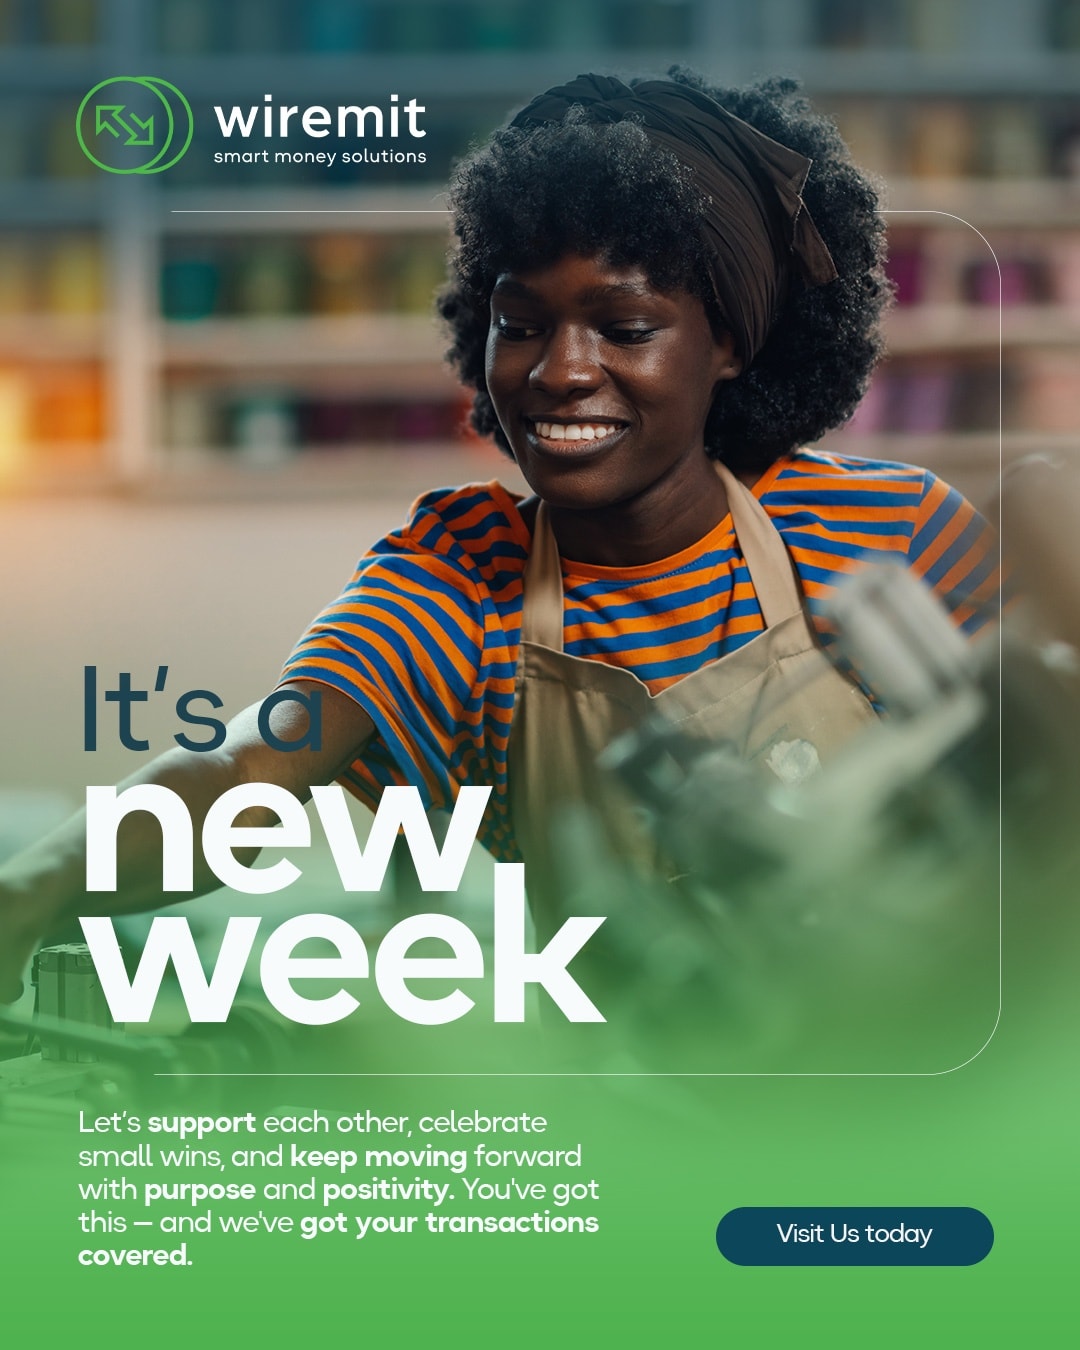 wiremit
smart money solutions
It's a
new
week
Let's support each other, celebrate
small wins, and keep moving forward
with purpose and positivity. You've got
this – and we've got your transactions
covered.
Visit Us today